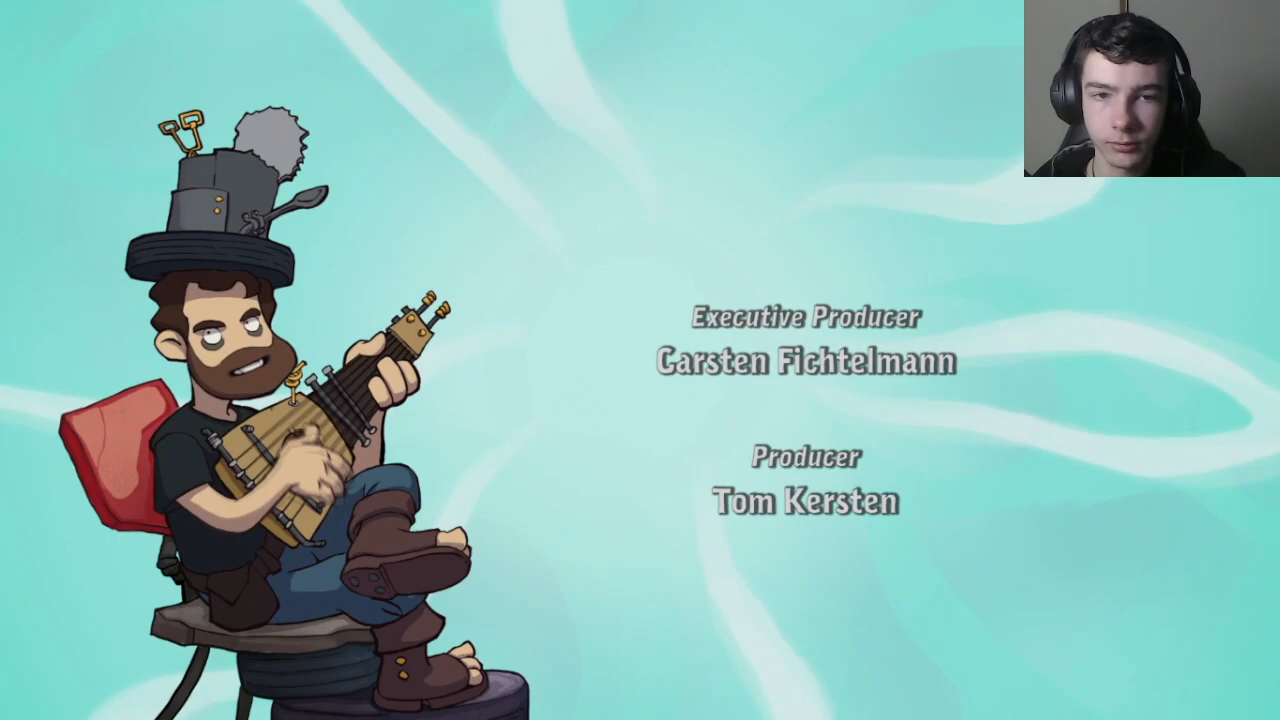 Executive Producer
Carsten Fichtelmann
Producer
Tom Kersten